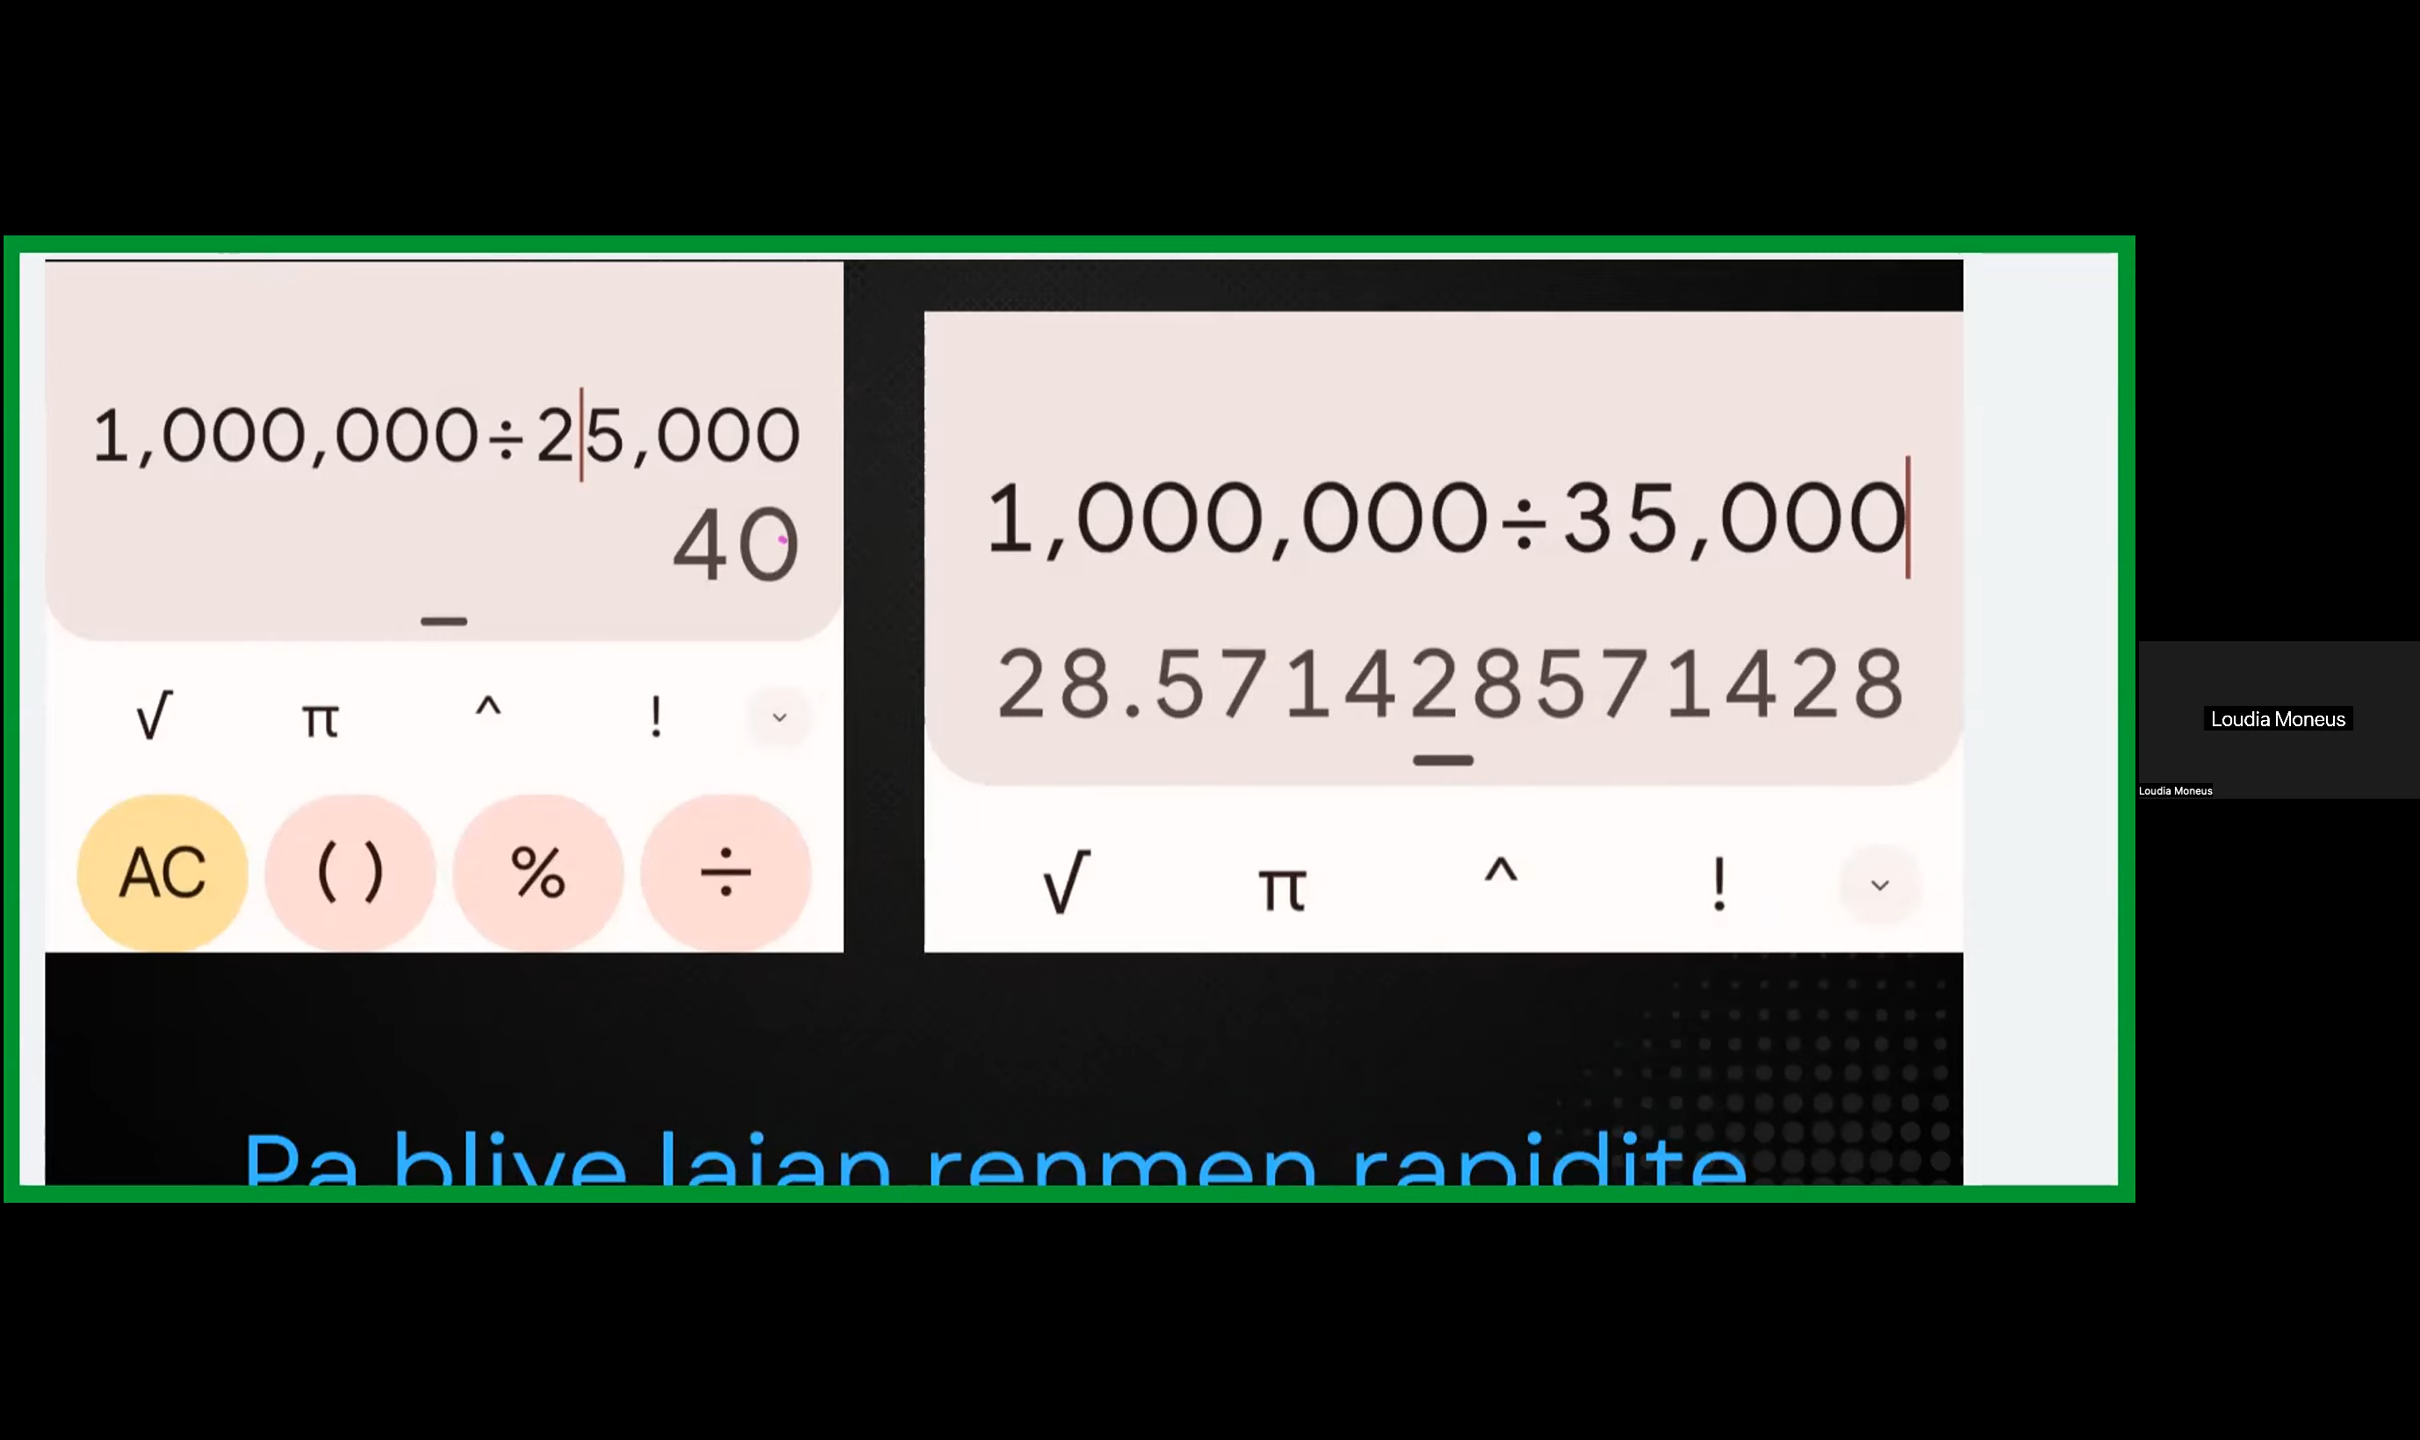 1,000,000÷25,000
40
√ π ^ !
AC ( ) % ÷
1,000,000÷35,000
28.571428571428
√ π ^ !
Pa bliye lajan renmen rapidite
Loudia Moneus
Loudia Moneus